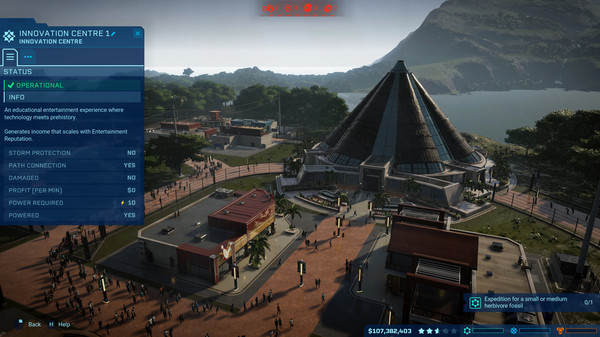 INNOVATION CENTRE 1
INNOVATION CENTRE
STATUS
OPERATIONAL
INFO
An educational entertainment experience where
technology meets prehistory.
Generates income that scales with Entertainment
Reputation.
STORM PROTECTION NO
PATH CONNECTION YES
DAMAGED NO
PROFIT [PER MIN] $0
POWER REQUIRED 10
POWERED YES
Expedition for a small or medium
herbivore fossil
0/1
Back H Help
$107,382,403